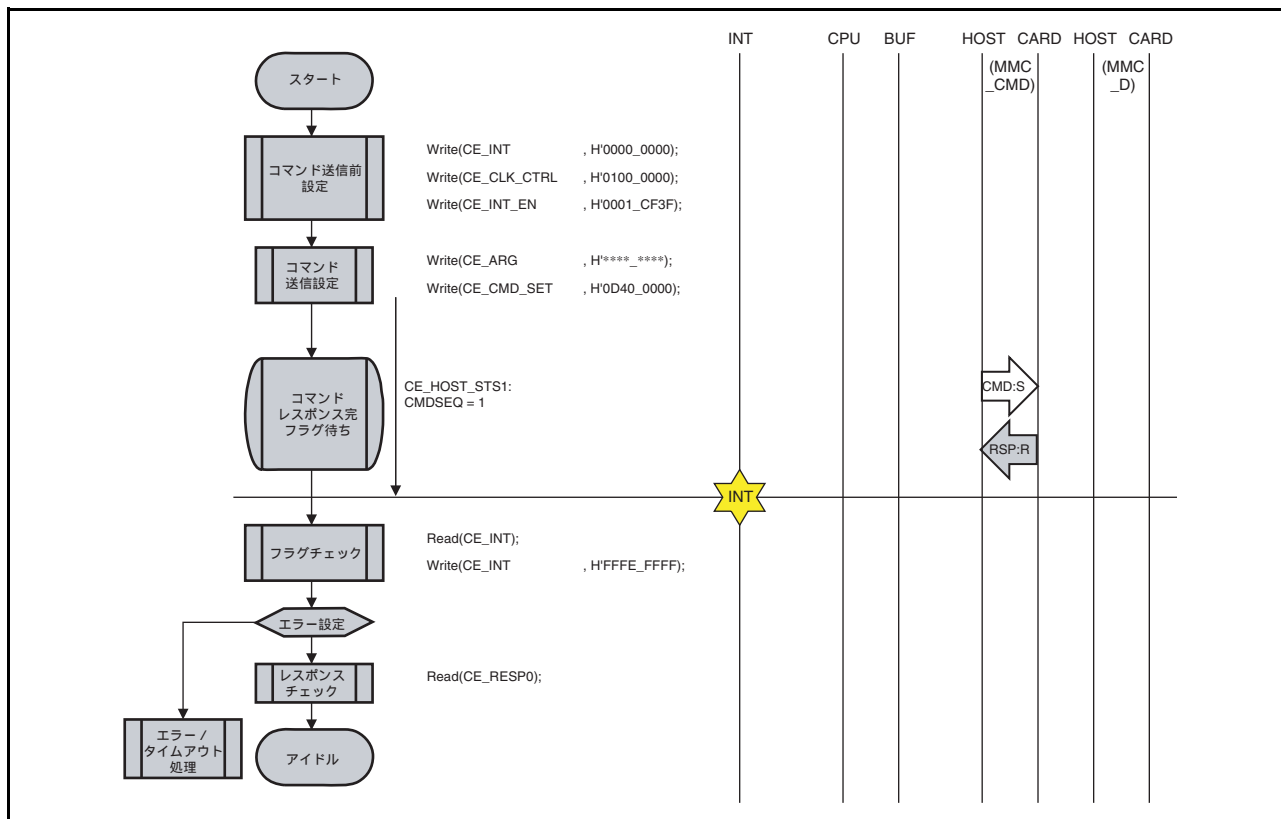 INT CPU BUF HOST CARD HOST CARD
(MMC
_CMD)
(MMC
_D)
スタート
コマンド送信前
設定
Write(CE_INT , H'0000_0000);
Write(CE_CLK_CTRL , H'0100_0000);
Write(CE_INT_EN , H'0001_CF3F);
コマンド
送信設定
Write(CE_ARG , H'****_****);
Write(CE_CMD_SET , H'0D40_0000);
コマンド
レスポンス完
フラグ待ち
CE_HOST_STS1:
CMDSEQ = 1
CMD:S
RSP:R
INT
フラグチェック
Read(CE_INT);
Write(CE_INT , H'FFFE_FFFF);
エラー設定
レスポンス
チェック
Read(CE_RESP0);
エラー /
タイムアウト
処理
アイドル